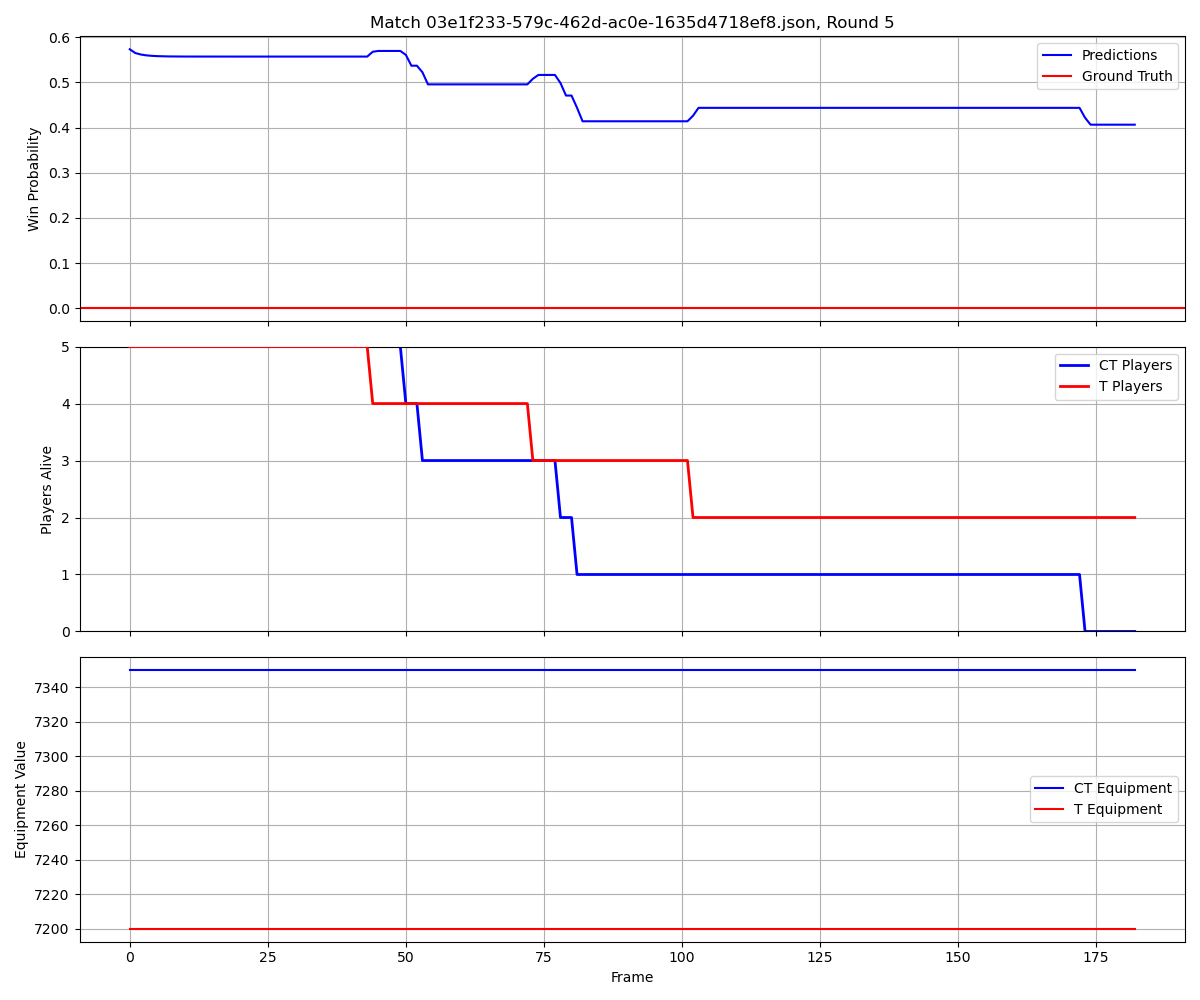 Match 03e1f233-579c-462d-ac0e-1635d4718ef8.json, Round 5
0.6
0.5
0.4
0.3
0.2
0.1
0.0
Win Probability
Predictions
Ground Truth
5
4
3
2
1
0
Players Alive
CT Players
T Players
7340
7320
7300
7280
7260
7240
7220
7200
Equipment Value
CT Equipment
T Equipment
0 25 50 75 100 125 150 175
Frame